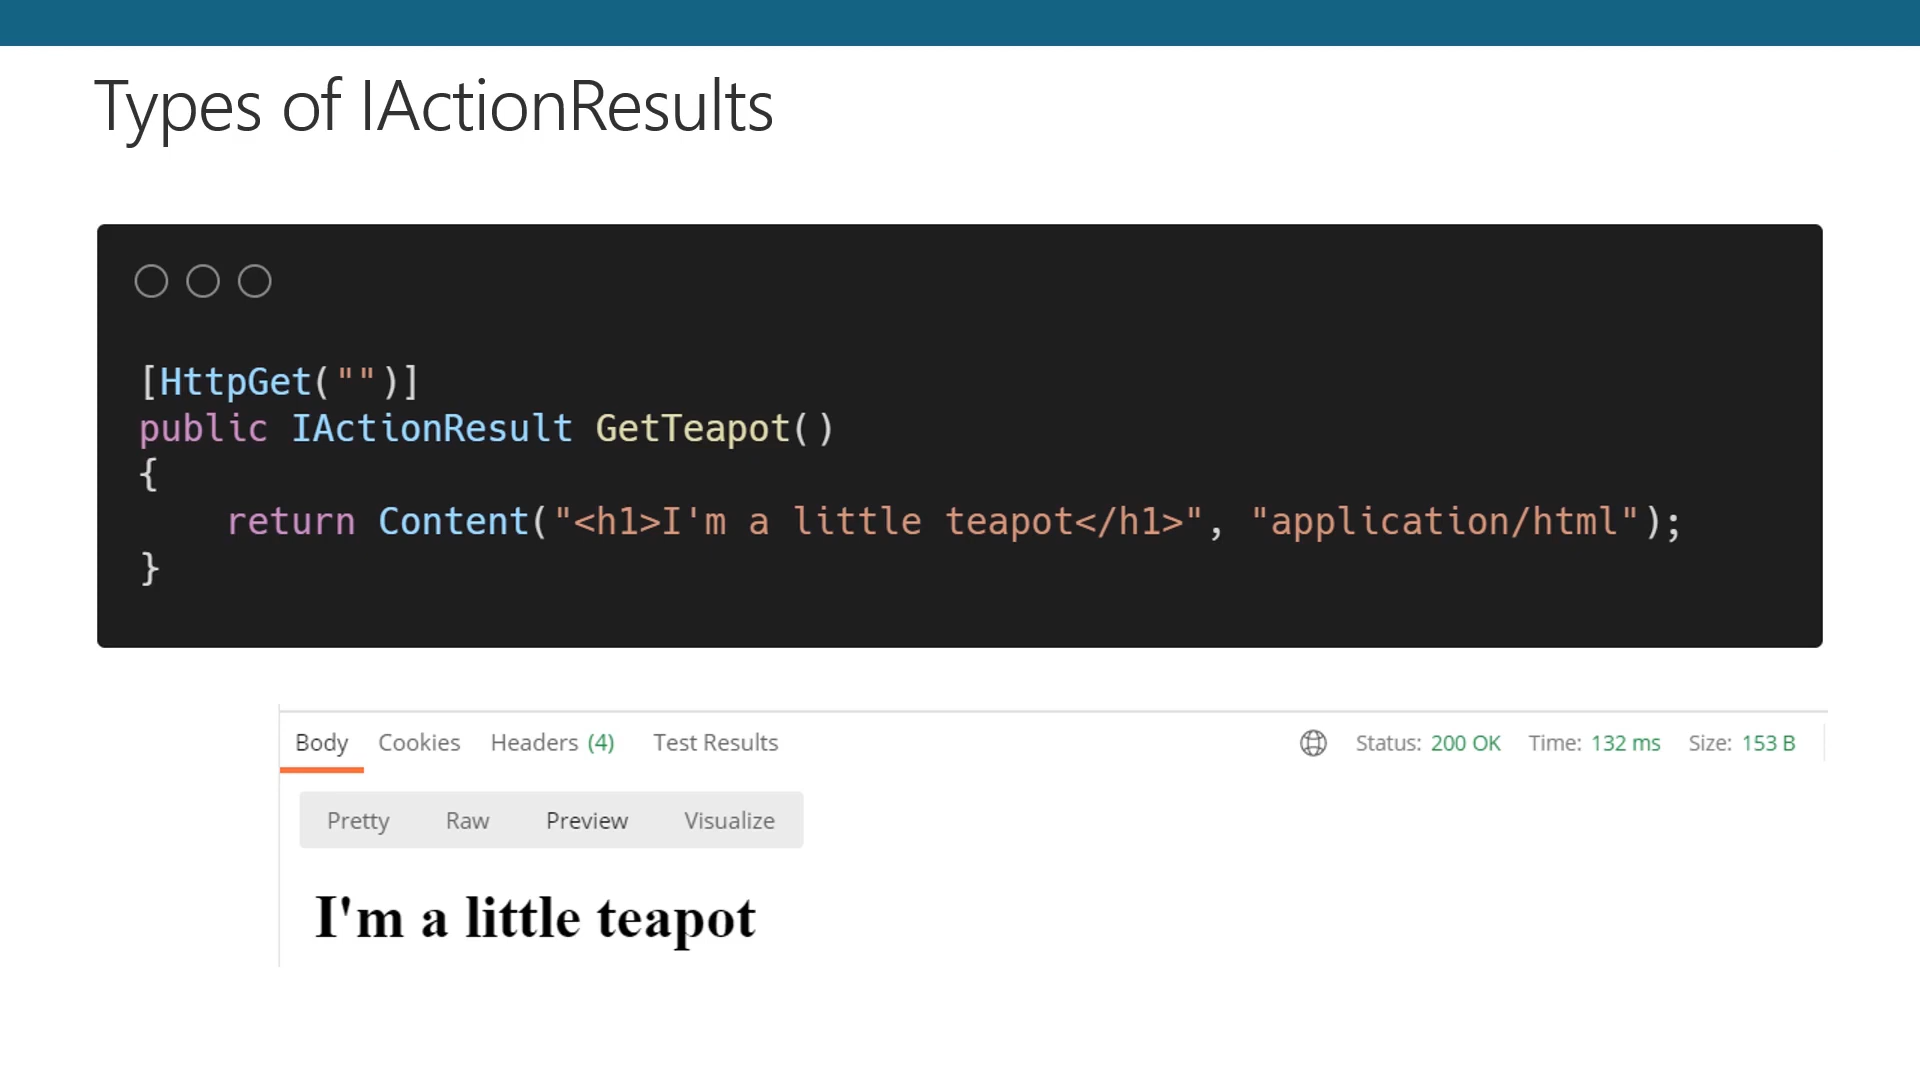 Types of IActionResults
[HttpGet("")]
public IActionResult GetTeapot()
{
    return Content("<h1>I'm a little teapot</h1>", "application/html");
}
Body Cookies Headers (4) Test Results Status: 200 OK Time: 132 ms Size: 153 B
Pretty Raw Preview Visualize
I'm a little teapot